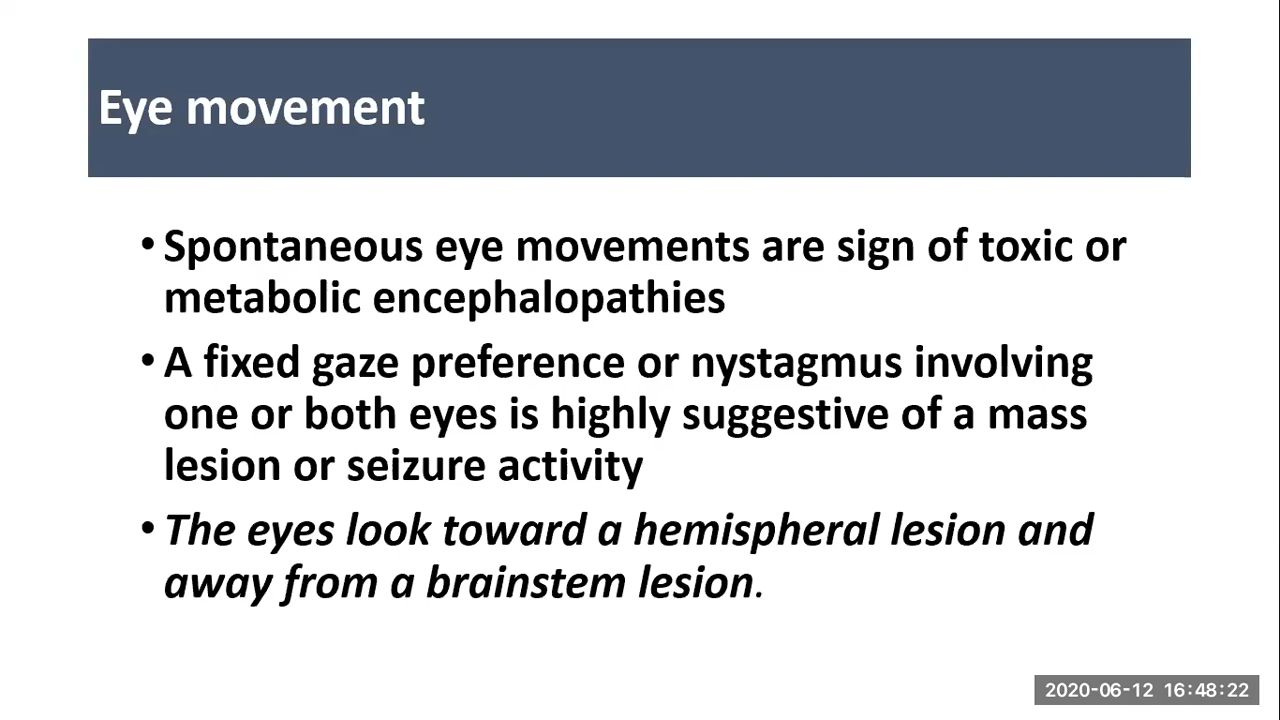 Eye movement
• Spontaneous eye movements are sign of toxic or
metabolic encephalopathies
• A fixed gaze preference or nystagmus involving
one or both eyes is highly suggestive of a mass
lesion or seizure activity
• The eyes look toward a hemispheral lesion and
away from a brainstem lesion.
2020-06-12 16:48:22